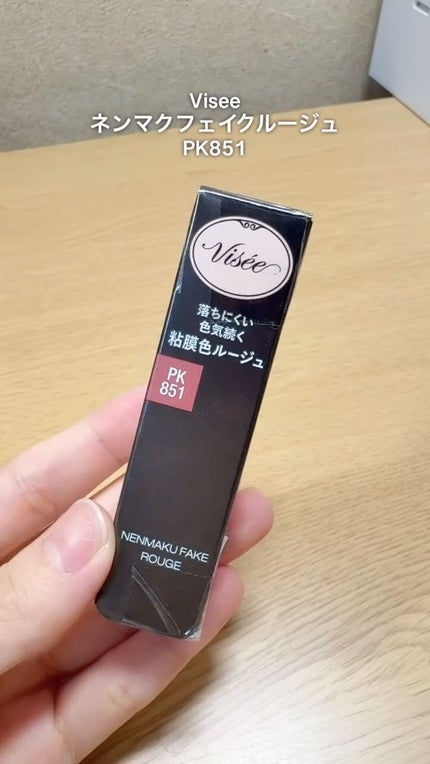 Visee
ネンマクフェイクルージュ
PK851
Visée
落ちにくい
色気続く
粘膜色ルージュ
PK
851
NENMAKU FAKE
ROUGE